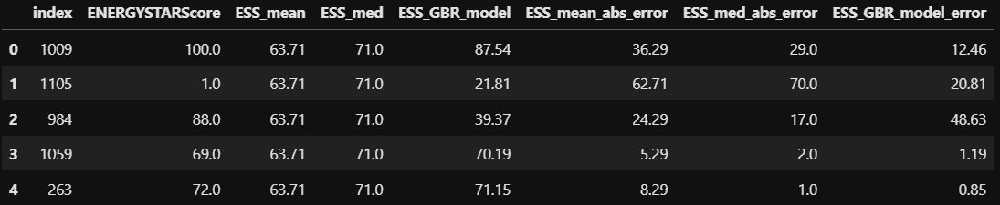 index ENERGYSTARScore ESS_mean ESS_med ESS_GBR_model ESS_mean_abs_error ESS_med_abs_error ESS_GBR_model_error
0 1009 100.0 63.71 71.0 87.54 36.29 29.0 12.46
1 1105 1.0 63.71 71.0 21.81 62.71 70.0 20.81
2 984 88.0 63.71 71.0 39.37 24.29 17.0 48.63
3 1059 69.0 63.71 71.0 70.19 5.29 2.0 1.19
4 263 72.0 63.71 71.0 71.15 8.29 1.0 0.85